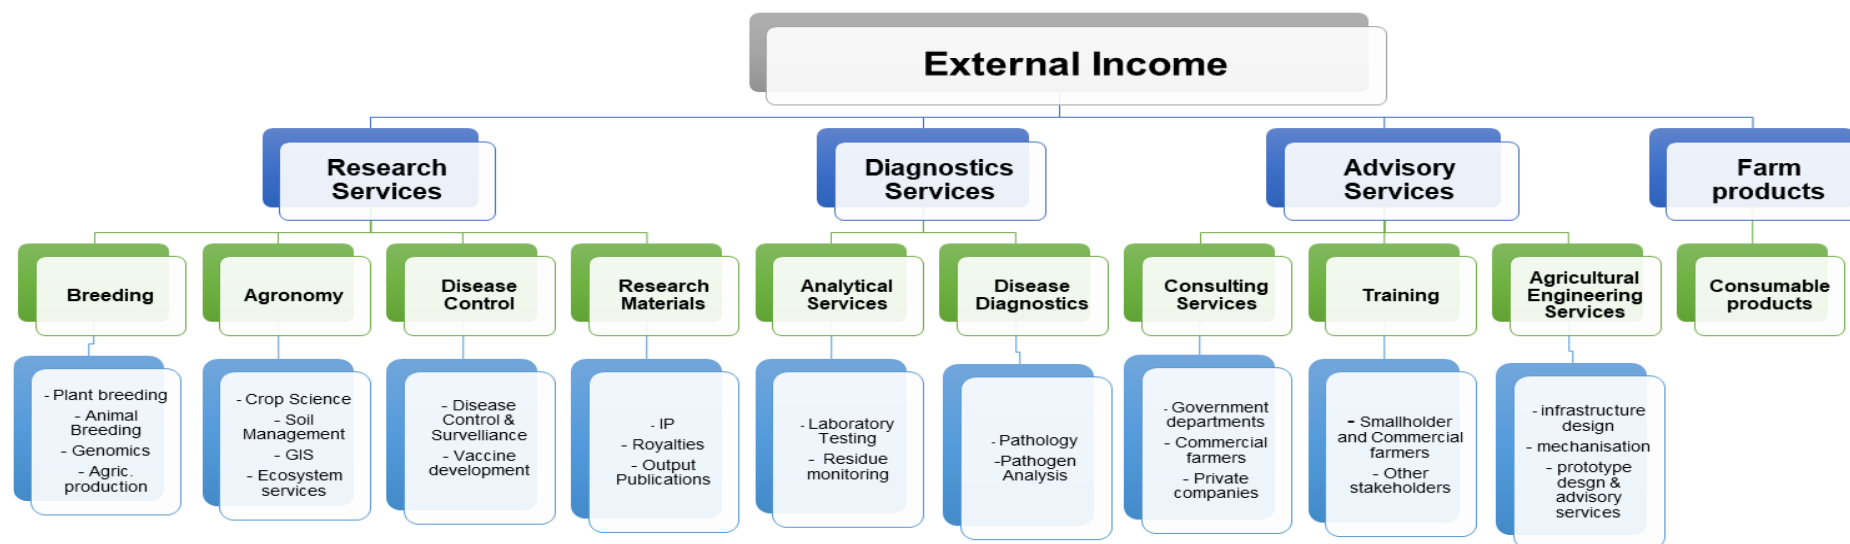 External Income
Research
Services
Diagnostics
Services
Advisory
Services
Farm
products
Breeding
Agronomy
Disease
Control
Research
Materials
Analytical
Services
Disease
Diagnostics
Consulting
Services
Training
Agricultural
Engineering
Services
Consumable
products
- Plant breeding
- Animal
Breeding
- Genomics
- Agric.
production
- Crop Science
- Soil
Management
- GIS
- Ecosystem
services
- Disease
Control &
Survelliance
- Vaccine
development
- IP
- Royalties
- Output
Publications
- Laboratory
Testing
- Residue
monitoring
- Pathology
-Pathogen
Analysis
- Government
departments
- Commercial
farmers
- Private
companies
- Smallholder
and Commercial
farmers
- Other
stakeholders
- infrastructure
design
- mechanisation
- prototype
desgn &
advisory
services